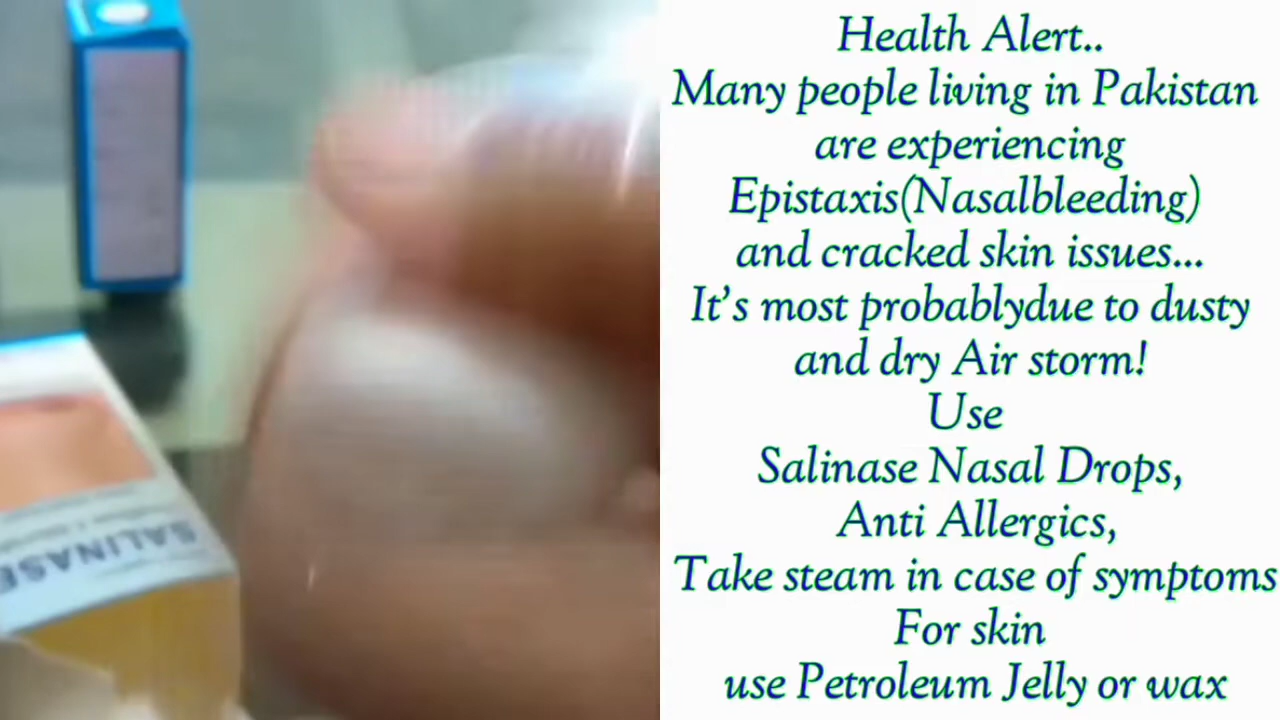 SALINASE
Health Alert..
Many people living in Pakistan
are experiencing
Epistaxis(Nasalbleeding)
and cracked skin issues...
It's most probablydue to dusty
and dry Air storm!
Use
Salinase Nasal Drops,
Anti Allergics,
Take steam in case of symptoms
For skin
use Petroleum Jelly or wax